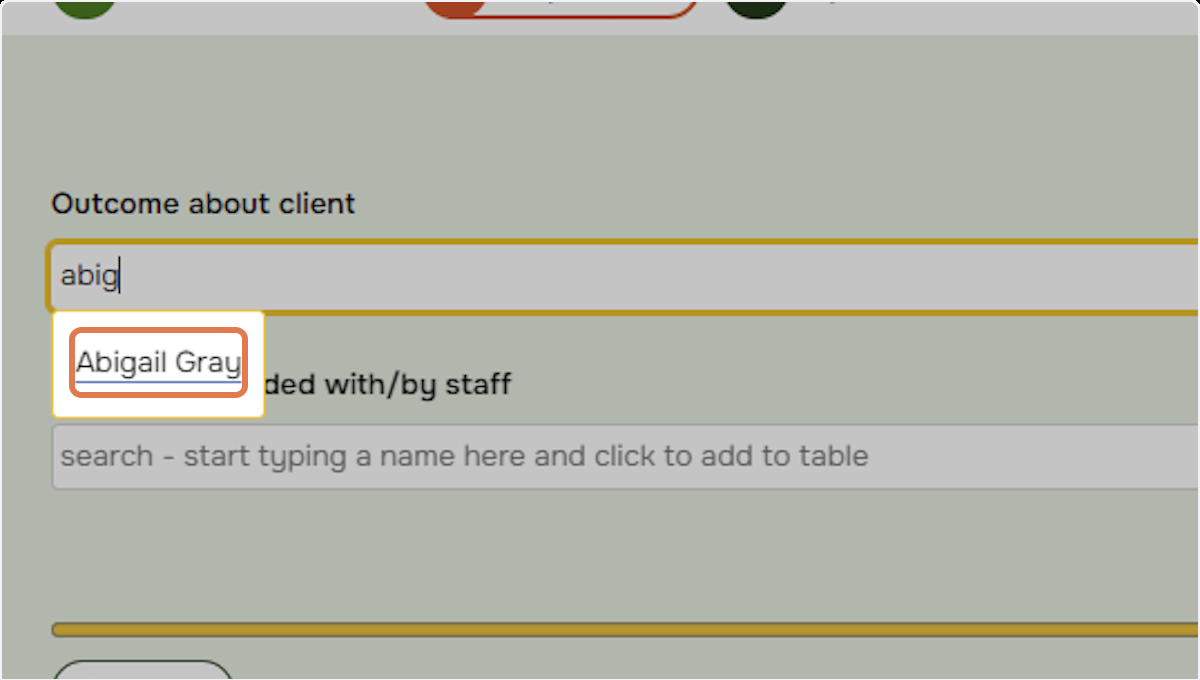 Outcome about client
abig
Abigail Gray
ded with/by staff
search - start typing a name here and click to add to table